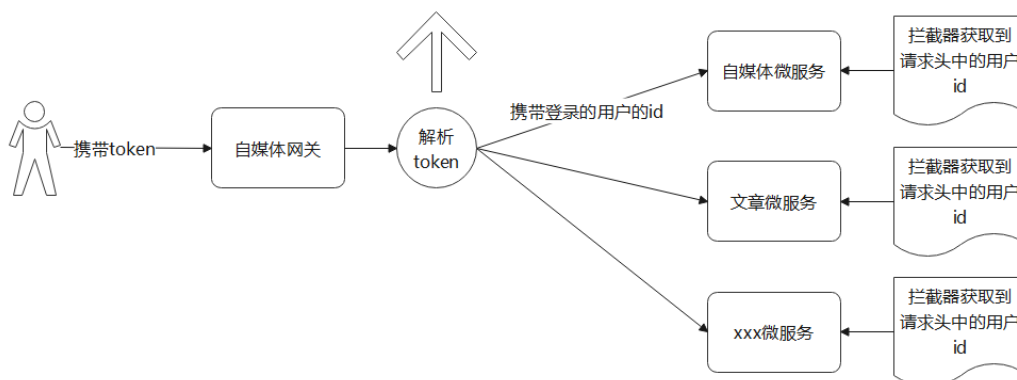 携带token
自媒体网关
解析
token
携带登录的用户的id
自媒体微服务
拦截器获取到
请求头中的用户
id
文章微服务
拦截器获取到
请求头中的用户
id
xxx微服务
拦截器获取到
请求头中的用户
id